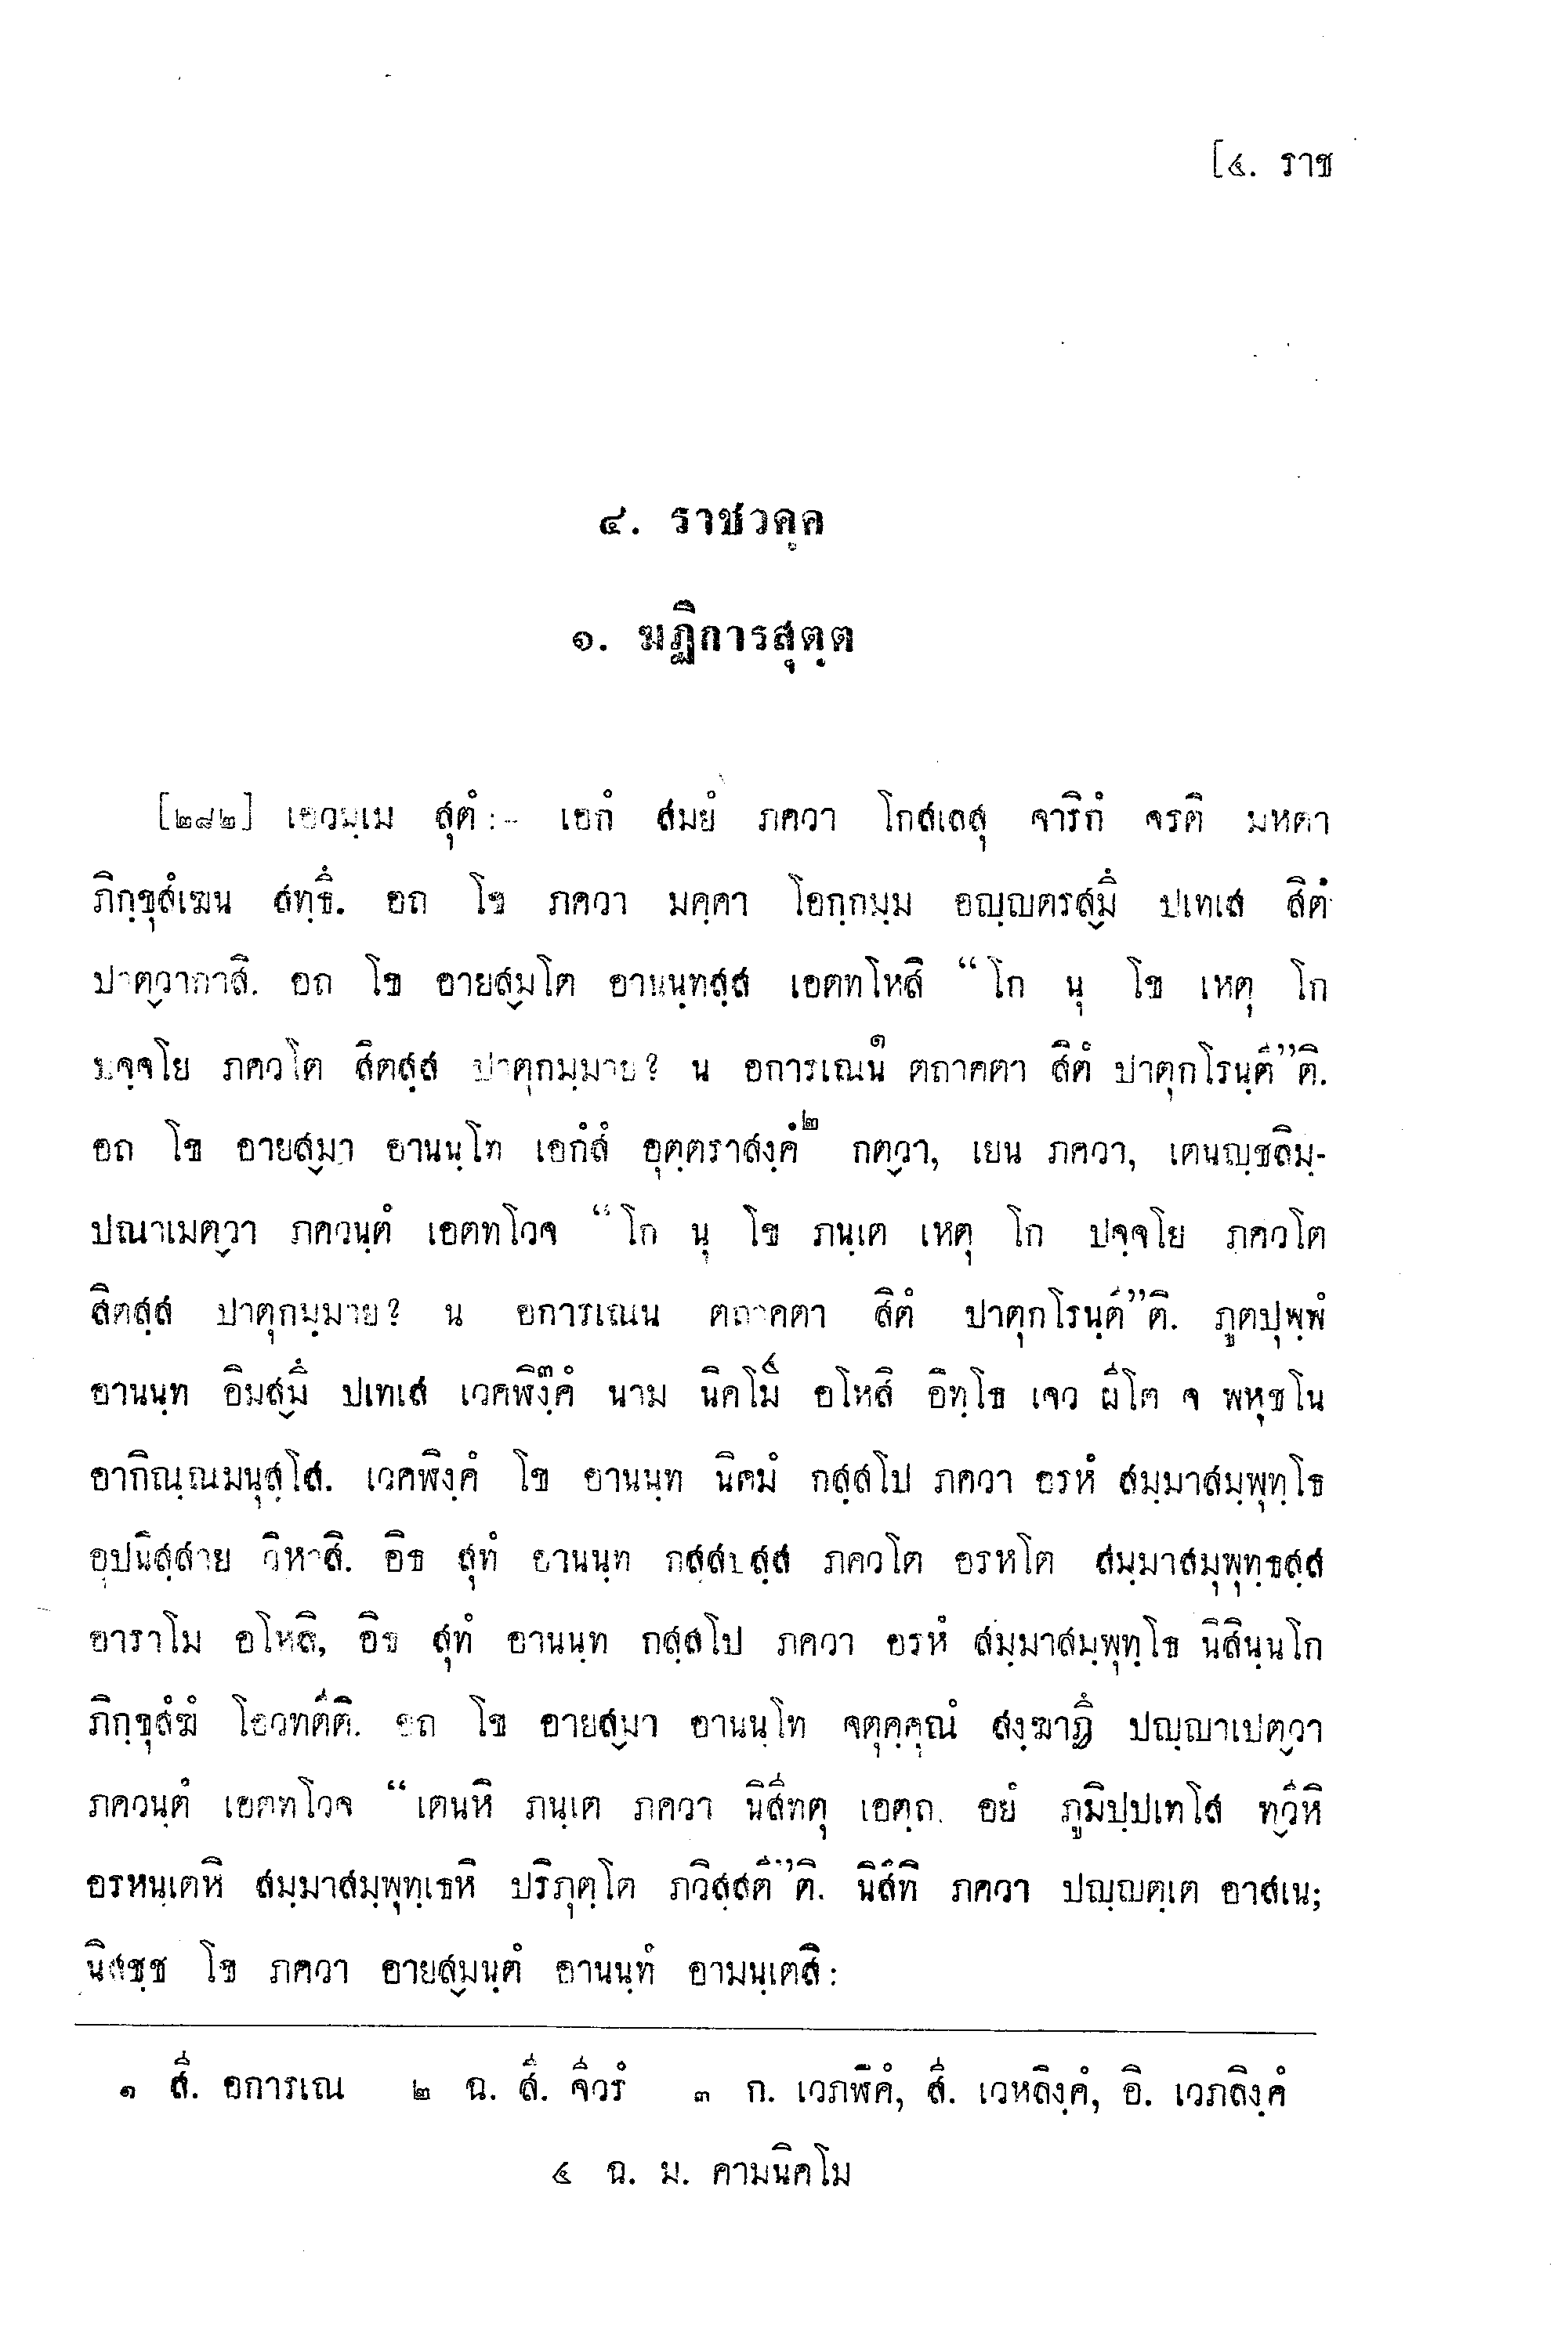 [๔. ราช
๔. ราชวคฺค
๑. ฆฏิการสุตฺต
[๒๘๒] เอวมฺเม สุตํ:- เอกํ สมยํ ภควา โกสเลสุ จาริกํ จรติ มหตา
ภิกฺขุสํเฆน สทฺธึ. อถ โข ภควา มคฺคา โอกฺกมฺม อญฺญตรสฺมึ ปเทเส สิตํ
ปาตฺวากาสิ. อถ โข อายสฺมโต อานนฺทสฺส เอตทโหสิ “โก นุ โข เหตุ โก
ปจฺจโย ภควโต สิตสฺส ปาตุกมฺมาย? น อการเณน๑ ตถาคตา สิตํ ปาตุกโรนฺตี”ติ.
อถ โข อายสฺมา อานนฺโท เอกํสํ อุตฺตราสงฺคํ๒ กตฺวา, เยน ภควา, เตนญฺชลิมฺ-
ปณาเมตฺวา ภควนฺตํ เอตทโวจ “โก นุ โข ภนฺเต เหตุ โก ปจฺจโย ภควโต
สิตสฺส ปาตุกมฺมาย? น อการเณน ตถาคตา สิตํ ปาตุกโรนฺตี”ติ. ภูตปุพฺพํ
อานนฺท อิมสฺมึ ปเทเส เวคพิงฺคํ๓ นาม นิคโม๔ อโหสิ อิทฺโธ เจว ผีโต จ พหุชโน
อากิณฺณมนุสฺโส. เวคพิงฺคํ โข อานนฺท นิคมํ กสฺสโป ภควา อรหํ สมฺมาสมฺพุทฺโธ
อุปนิสฺสาย วิหาสิ. อิธ สุทํ อานนฺท กสฺสปสฺส ภควโต อรหโต สมฺมาสมฺพุทฺธสฺส
อาราโม อโหสิ, อิธ สุทํ อานนฺท กสฺสโป ภควา อรหํ สมฺมาสมฺพุทฺโธ นิสินฺนโก
ภิกฺขุสํฆํ โอวทตีติ. อถ โข อายสฺมา อานนฺโท จตุคฺคุณํ สงฺฆาฏึ ปญฺญาเปตฺวา
ภควนฺตํ เอตทโวจ “เตนหิ ภนฺเต ภควา นิสีทตุ เอตฺถ. อยํ ภูมิปฺปเทโส ทฺวีหิ
อรหนฺเตหิ สมฺมาสมฺพุทฺเธหิ ปริภุตฺโต ภวิสฺสตี”ติ. นิสีทิ ภควา ปญฺญตฺเต อาสเน;
นิสชฺช โข ภควา อายสฺมนฺตํ อานนฺทํ อามนฺเตสิ:
๑ สี. อการเณ ๒ ฉ. สี. จีวรํ ๓ ก. เวภพีคํ, สี. เวหลิงฺคํ, อิ. เวภลิงฺคํ
๔ ฉ. ม. คามนิคโม